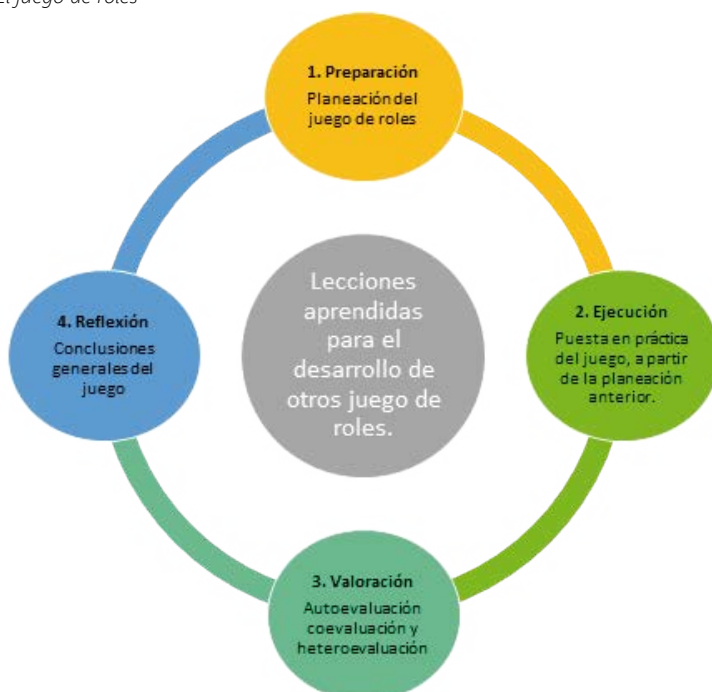 El juego de roles
1. Preparación
Planeación del
juego de roles
2. Ejecución
Puesta en práctica
del juego, a partir
de la planeación
anterior.
3. Valoración
Autoevaluación
coevaluación y
heteroevaluación
4. Reflexión
Conclusiones
generales del
juego
Lecciones
aprendidas
para el
desarrollo de
otros juego de
roles.